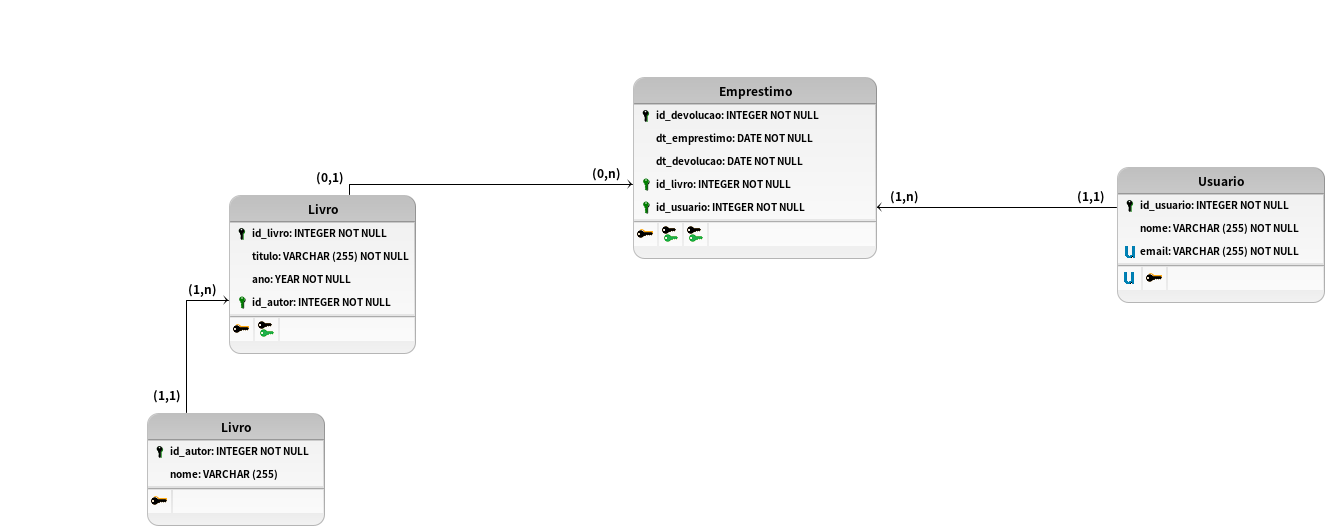 Emprestimo
id_devolucao: INTEGER NOT NULL
dt_emprestimo: DATE NOT NULL
dt_devolucao: DATE NOT NULL
id_livro: INTEGER NOT NULL
id_usuario: INTEGER NOT NULL
(0,1)
(0,n)
(1,n)
(1,1)
Usuario
id_usuario: INTEGER NOT NULL
nome: VARCHAR (255) NOT NULL
U email: VARCHAR (255) NOT NULL
U
Livro
id_livro: INTEGER NOT NULL
titulo: VARCHAR (255) NOT NULL
ano: YEAR NOT NULL
id_autor: INTEGER NOT NULL
(1,n)
(1,1)
Livro
id_autor: INTEGER NOT NULL
nome: VARCHAR (255)